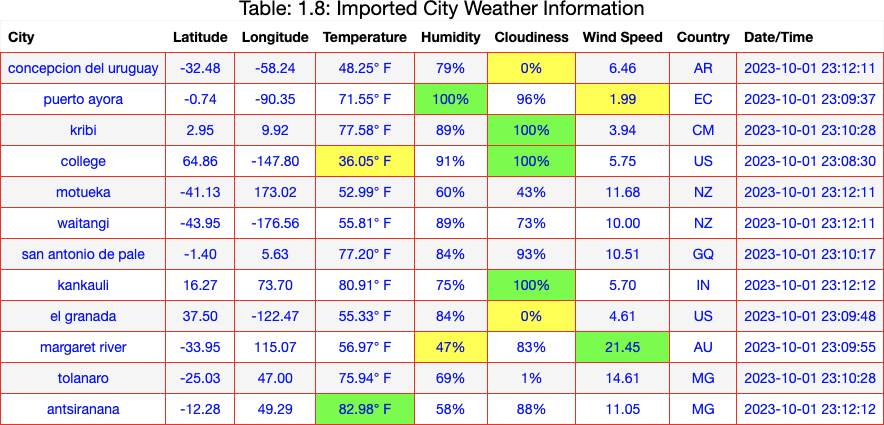 Table: 1.8: Imported City Weather Information
City Latitude Longitude Temperature Humidity Cloudiness Wind Speed Country Date/Time
concepcion del uruguay -32.48 -58.24 48.25° F 79% 0% 6.46 AR 2023-10-01 23:12:11
puerto ayora -0.74 -90.35 71.55° F 100% 96% 1.99 EC 2023-10-01 23:09:37
kribi 2.95 9.92 77.58° F 89% 100% 3.94 CM 2023-10-01 23:10:28
college 64.86 -147.80 36.05° F 91% 100% 5.75 US 2023-10-01 23:08:30
motueka -41.13 173.02 52.99° F 60% 43% 11.68 NZ 2023-10-01 23:12:11
waitangi -43.95 -176.56 55.81° F 89% 73% 10.00 NZ 2023-10-01 23:12:11
san antonio de pale -1.40 5.63 77.20° F 84% 93% 10.51 GQ 2023-10-01 23:10:17
kankauli 16.27 73.70 80.91° F 75% 100% 5.70 IN 2023-10-01 23:12:12
el granada 37.50 -122.47 55.33° F 84% 0% 4.61 US 2023-10-01 23:09:48
margaret river -33.95 115.07 56.97° F 47% 83% 21.45 AU 2023-10-01 23:09:55
tolanaro -25.03 47.00 75.94° F 69% 1% 14.61 MG 2023-10-01 23:10:28
antsiranana -12.28 49.29 82.98° F 58% 88% 11.05 MG 2023-10-01 23:12:12